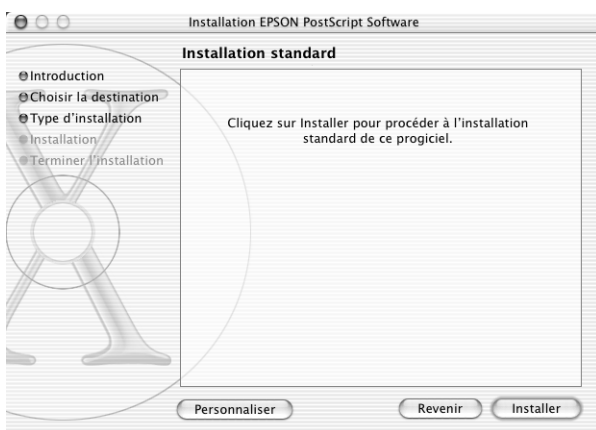 Installation EPSON PostScript Software
Installation standard
Introduction
Choisir la destination
Type d'installation
Installation
Terminer l'installation
Cliquez sur Installer pour procéder à l'installation
standard de ce progiciel.
Personnaliser
Revenir
Installer